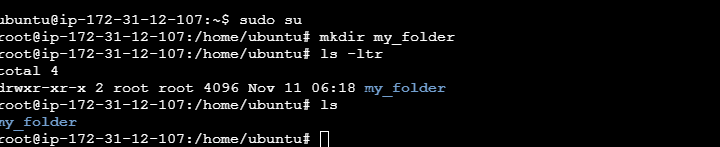 ubuntu@ip-172-31-12-107:~$ sudo su
root@ip-172-31-12-107:/home/ubuntu# mkdir my_folder
root@ip-172-31-12-107:/home/ubuntu# ls -ltr
total 4
drwxr-xr-x 2 root root 4096 Nov 11 06:18 my_folder
root@ip-172-31-12-107:/home/ubuntu# ls
my_folder
root@ip-172-31-12-107:/home/ubuntu#